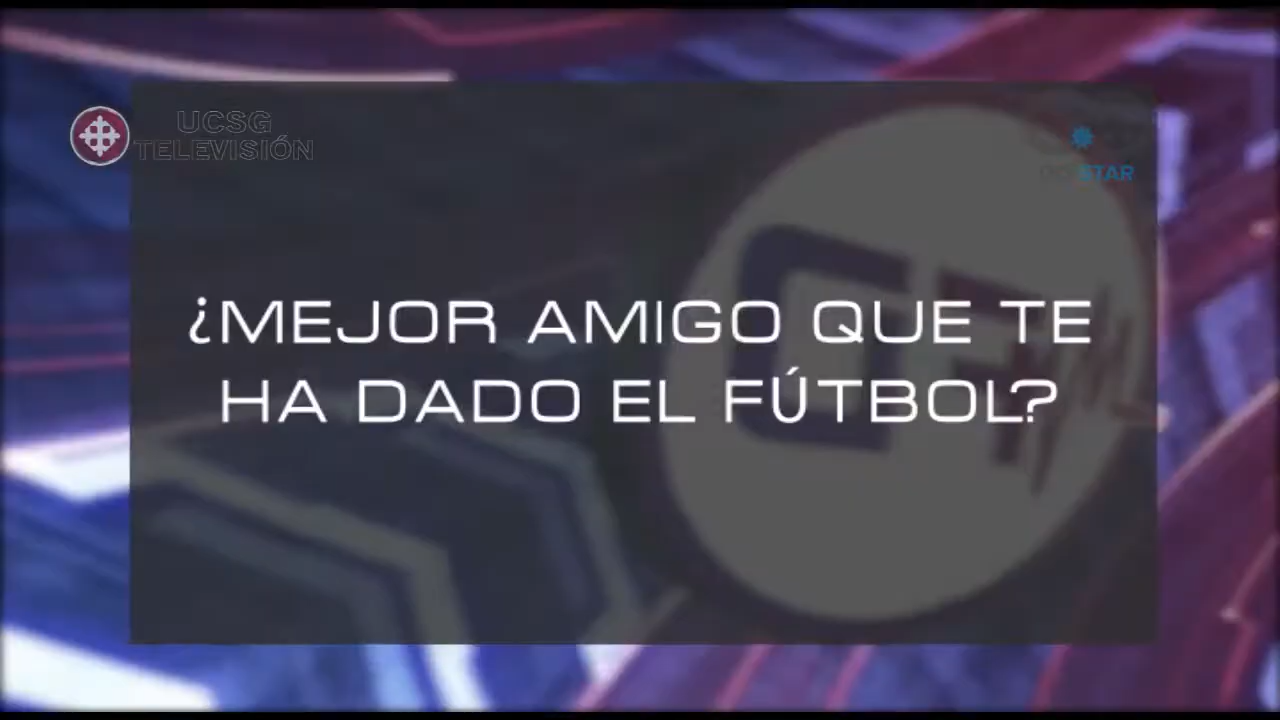 UCSG
TELEVISIÓN
STAR
¿MEJOR AMIGO QUE TE
HA DADO EL FÚTBOL?